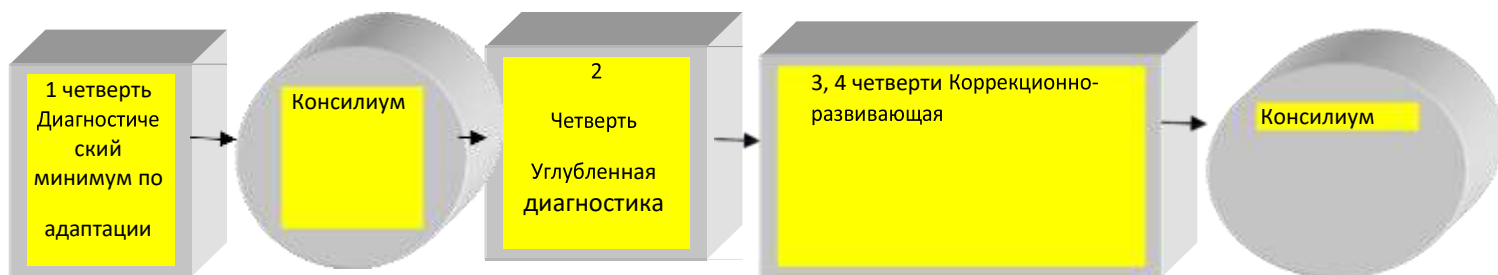 1 четверть
Диагностиче
ский
минимум по
адаптации
Консилиум
2
Четверть
Углубленная
диагностика
3, 4 четверти Коррекционно-
развивающая
Консилиум